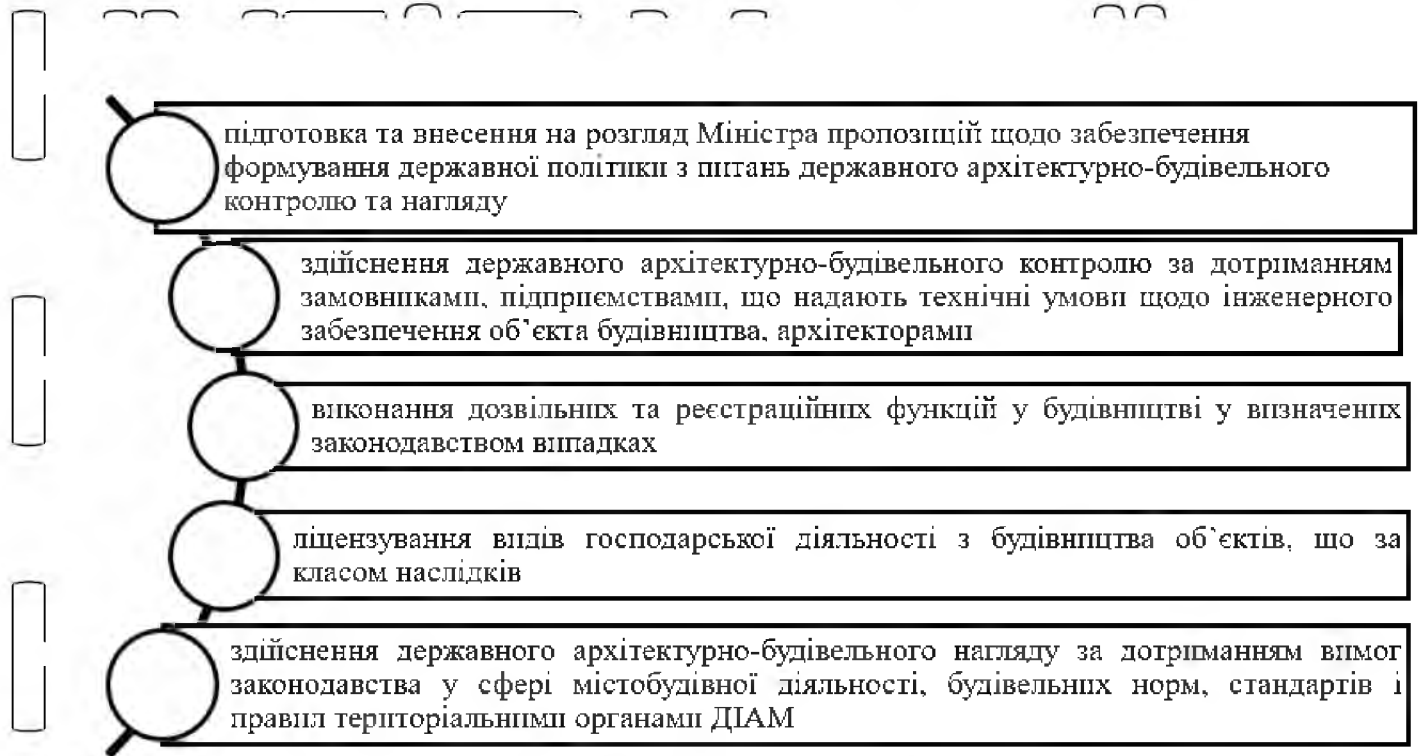 підготовка та внесення на розгляд Міністра пропозицій щодо забезпечення
формування державної політики з питань державного архітектурно-будівельного
контролю та нагляду
здійснення державного архітектурно-будівельного контролю за дотриманням
замовниками, підприємствами, що надають технічні умови щодо інженерного
забезпечення об’єкта будівництва, архітекторами
виконання дозвільних та реєстраційних функцій у будівництві у визначених
законодавством випадках
ліцензування видів господарської діяльності з будівництва об’єктів, що за
класом наслідків
здійснення державного архітектурно-будівельного нагляду за дотриманням вимог
законодавства у сфері містобудівної діяльності, будівельних норм, стандартів і
правил територіальними органами ДІАМ